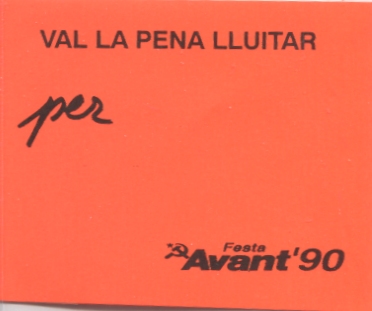 VAL LA PENA LLUITAR
per
Festa
Avant'90